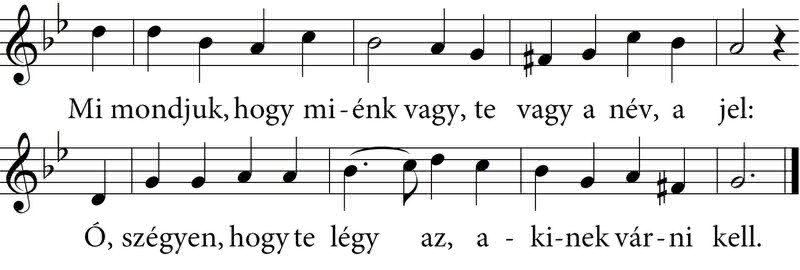 Mi mondjuk, hogy mi-énk vagy, te vagy a név, a jel:
Ó, szégyen, hogy te légy az, a - ki-nek vár-ni kell.